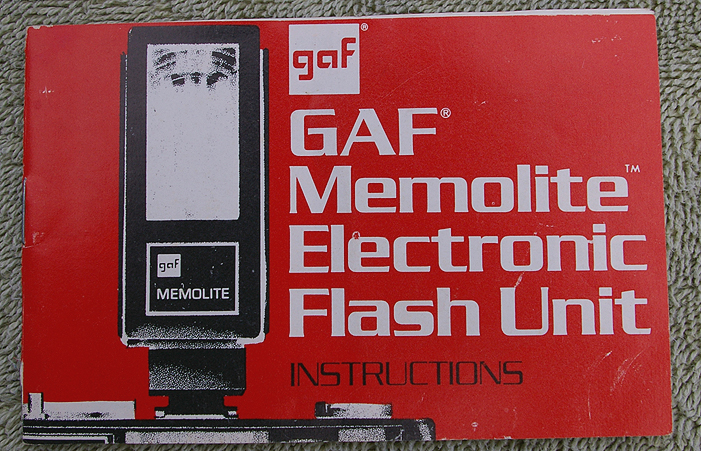 gaf®
GAF®
Memolite™
Electronic
Flash Unit
INSTRUCTIONS
gaf
MEMOLITE